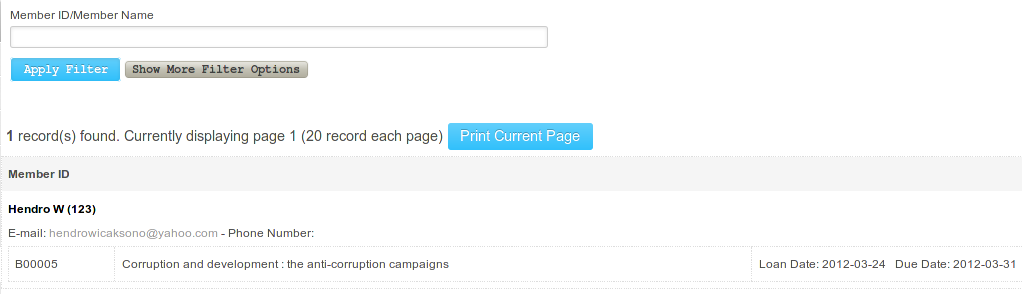 Member ID/Member Name
Apply Filter Show More Filter Options
1 record(s) found. Currently displaying page 1 (20 record each page) Print Current Page
Member ID
Hendro W (123)
E-mail: hendrowicaksono@yahoo.com - Phone Number:
B00005 Corruption and development : the anti-corruption campaigns Loan Date: 2012-03-24 Due Date: 2012-03-31